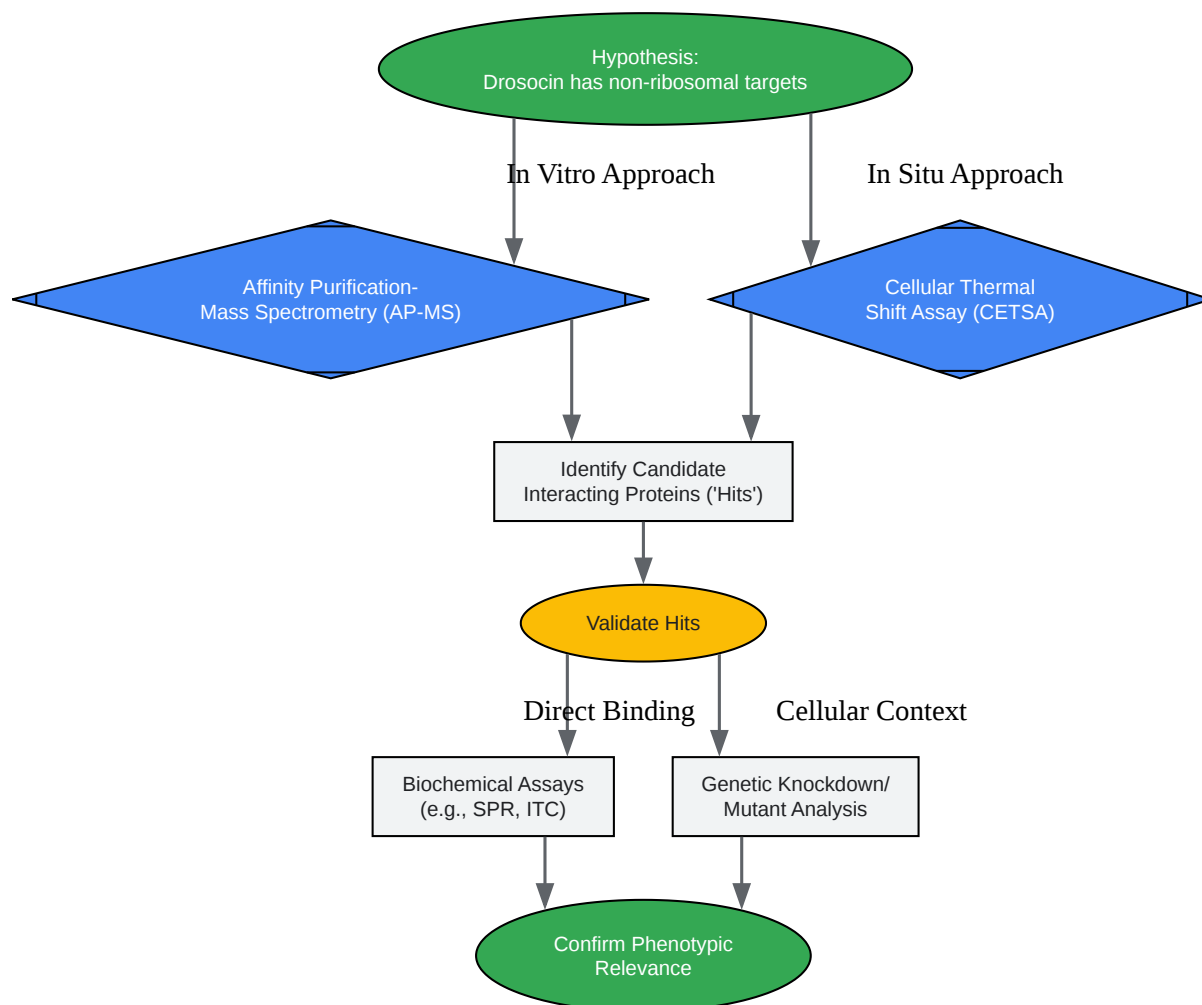 Hypothesis:
Drosocin has non-ribosomal targets
In Vitro Approach
In Situ Approach
Affinity Purification-
Mass Spectrometry (AP-MS)
Cellular Thermal
Shift Assay (CETSA)
Identify Candidate
Interacting Proteins ('Hits')
Validate Hits
Direct Binding
Cellular Context
Biochemical Assays
(e.g., SPR, ITC)
Genetic Knockdown/
Mutant Analysis
Confirm Phenotypic
Relevance